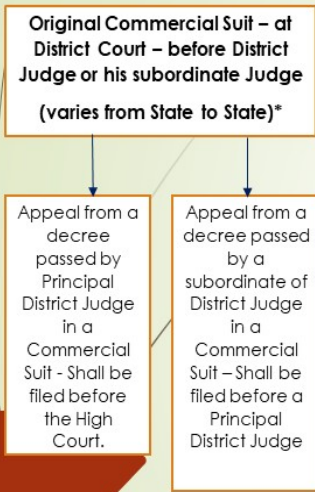 Original Commercial Suit – at
District Court – before District
Judge or his subordinate Judge
(varies from State to State)*
Appeal from a
decree
passed by
Principal
District Judge
in a
Commercial
Suit - Shall be
filed before
the High
Court.
Appeal from a
decree passed
by a
subordinate of
District Judge
in a
Commercial
Suit – Shall be
filed before a
Principal
District Judge